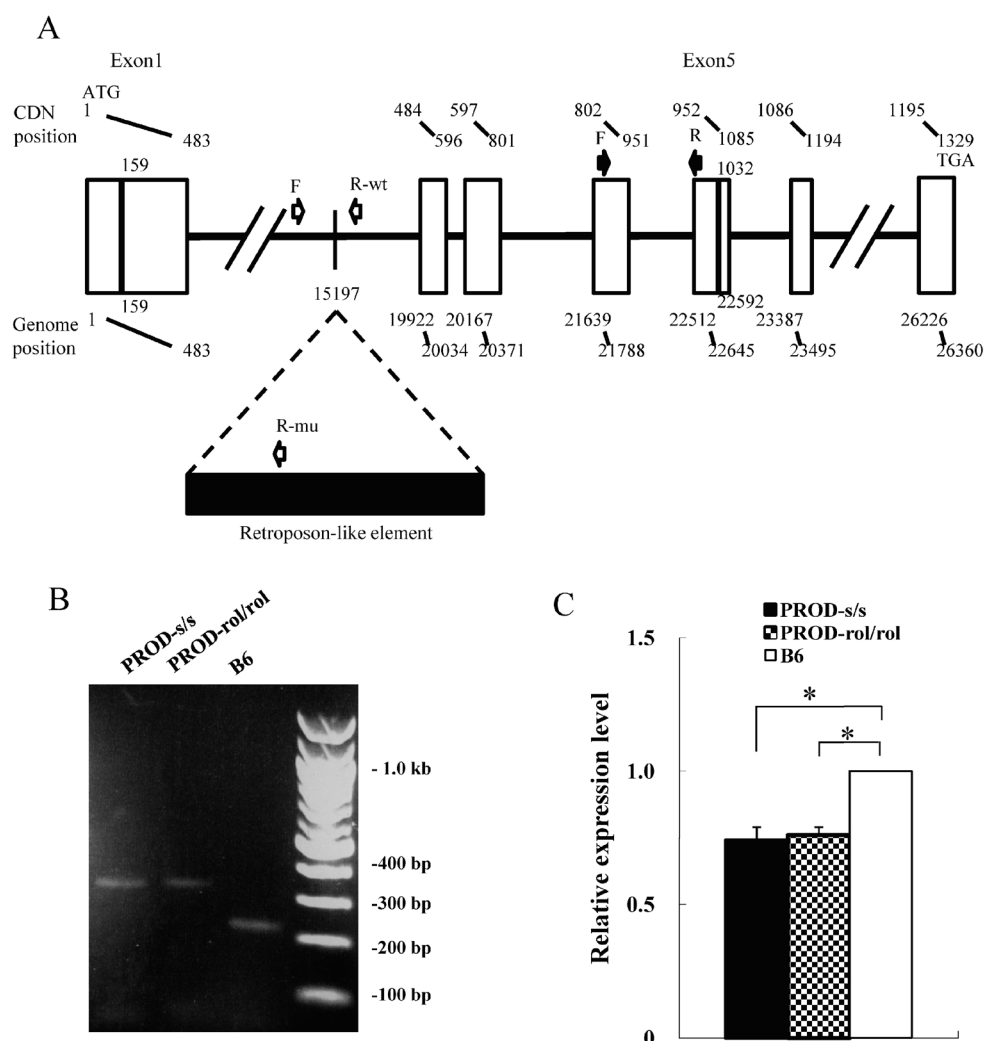 A
Exon1
Exon5
ATG
CDN
position
1
483
484
596
597
801
802
951
952
1085
1086
1194
1195
1329
TGA
159
F
R-wt
F
R
1032
15197
159
22592
Genome
position
1
483
19922
20034
20167
20371
21639
21788
22512
22645
23387
23495
26226
26360
R-mu
Retroposon-like element
B
PROD-s/s
PROD-rol/rol
B6
- 1.0 kb
-400 bp
-300 bp
-200 bp
-100 bp
C
PROD-s/s
PROD-rol/rol
B6
Relative expression level
1.5
1.0
0.5
0
*
*